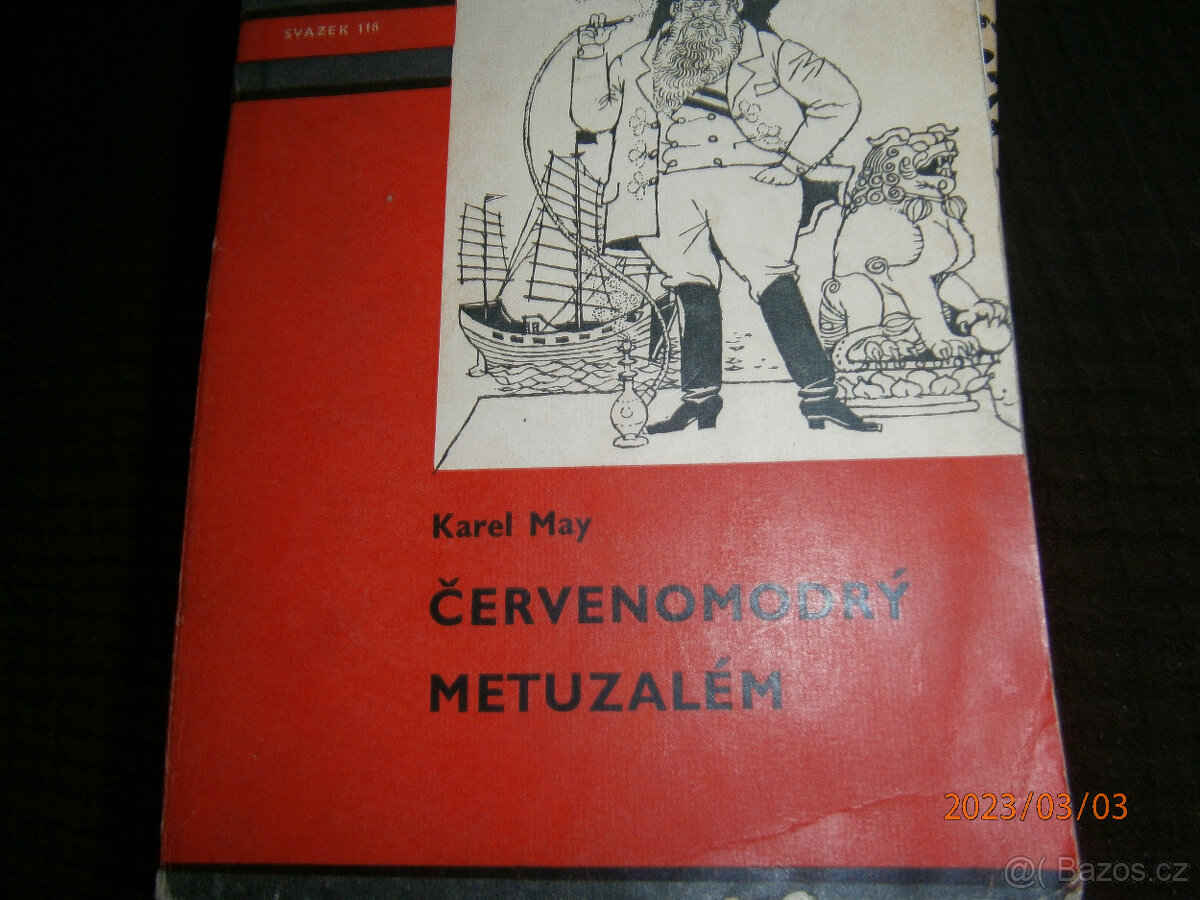 SVAZEK 118
Karel May
ČERVENOMODRÝ
METUZALÉM
2023/03/03
@( Bazos.cz